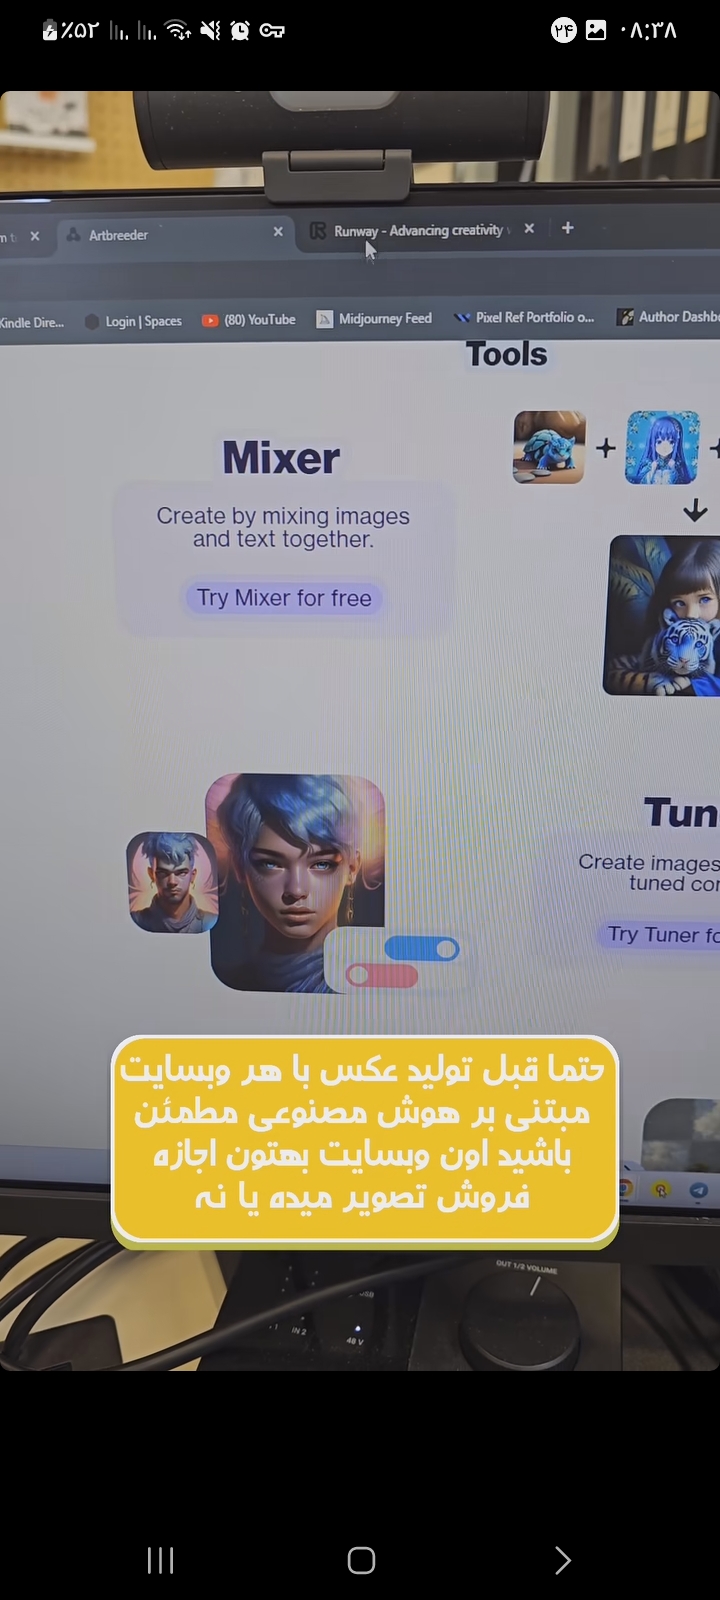 ٪۵۲
۲۴
۰۸:۳۸
Artbreeder
Runway - Advancing creativity
Kindle Dire...
Login | Spaces
(80) YouTube
Midjourney Feed
Pixel Ref Portfolio o...
Author Dashb
Tools
Mixer
Create by mixing images
and text together.
Try Mixer for free
Tun
Create images
tuned cor
Try Tuner fo
حتما قبل تولید عکس با هر وبسایت
مبتنی بر هوش مصنوعی مطمئن
باشید اون وبسایت بهتون اجازه
فروش تصویر میده یا نه
OUT 1/2 VOLUME
IN 2
48 V